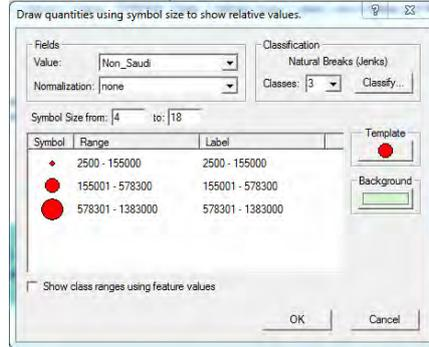 Draw quantities using symbol size to show relative values.
Fields
Value: Non_Saudi
Normalization: none
Classification
Natural Breaks (Jenks)
Classes: 3 Classify...
Symbol Size from: 4 to: 18
Symbol Range Label
2500 - 155000 2500 - 155000
155001 - 578300 155001 - 578300
578301 - 1383000 578301 - 1383000
Template
Background
Show class ranges using feature values
OK Cancel